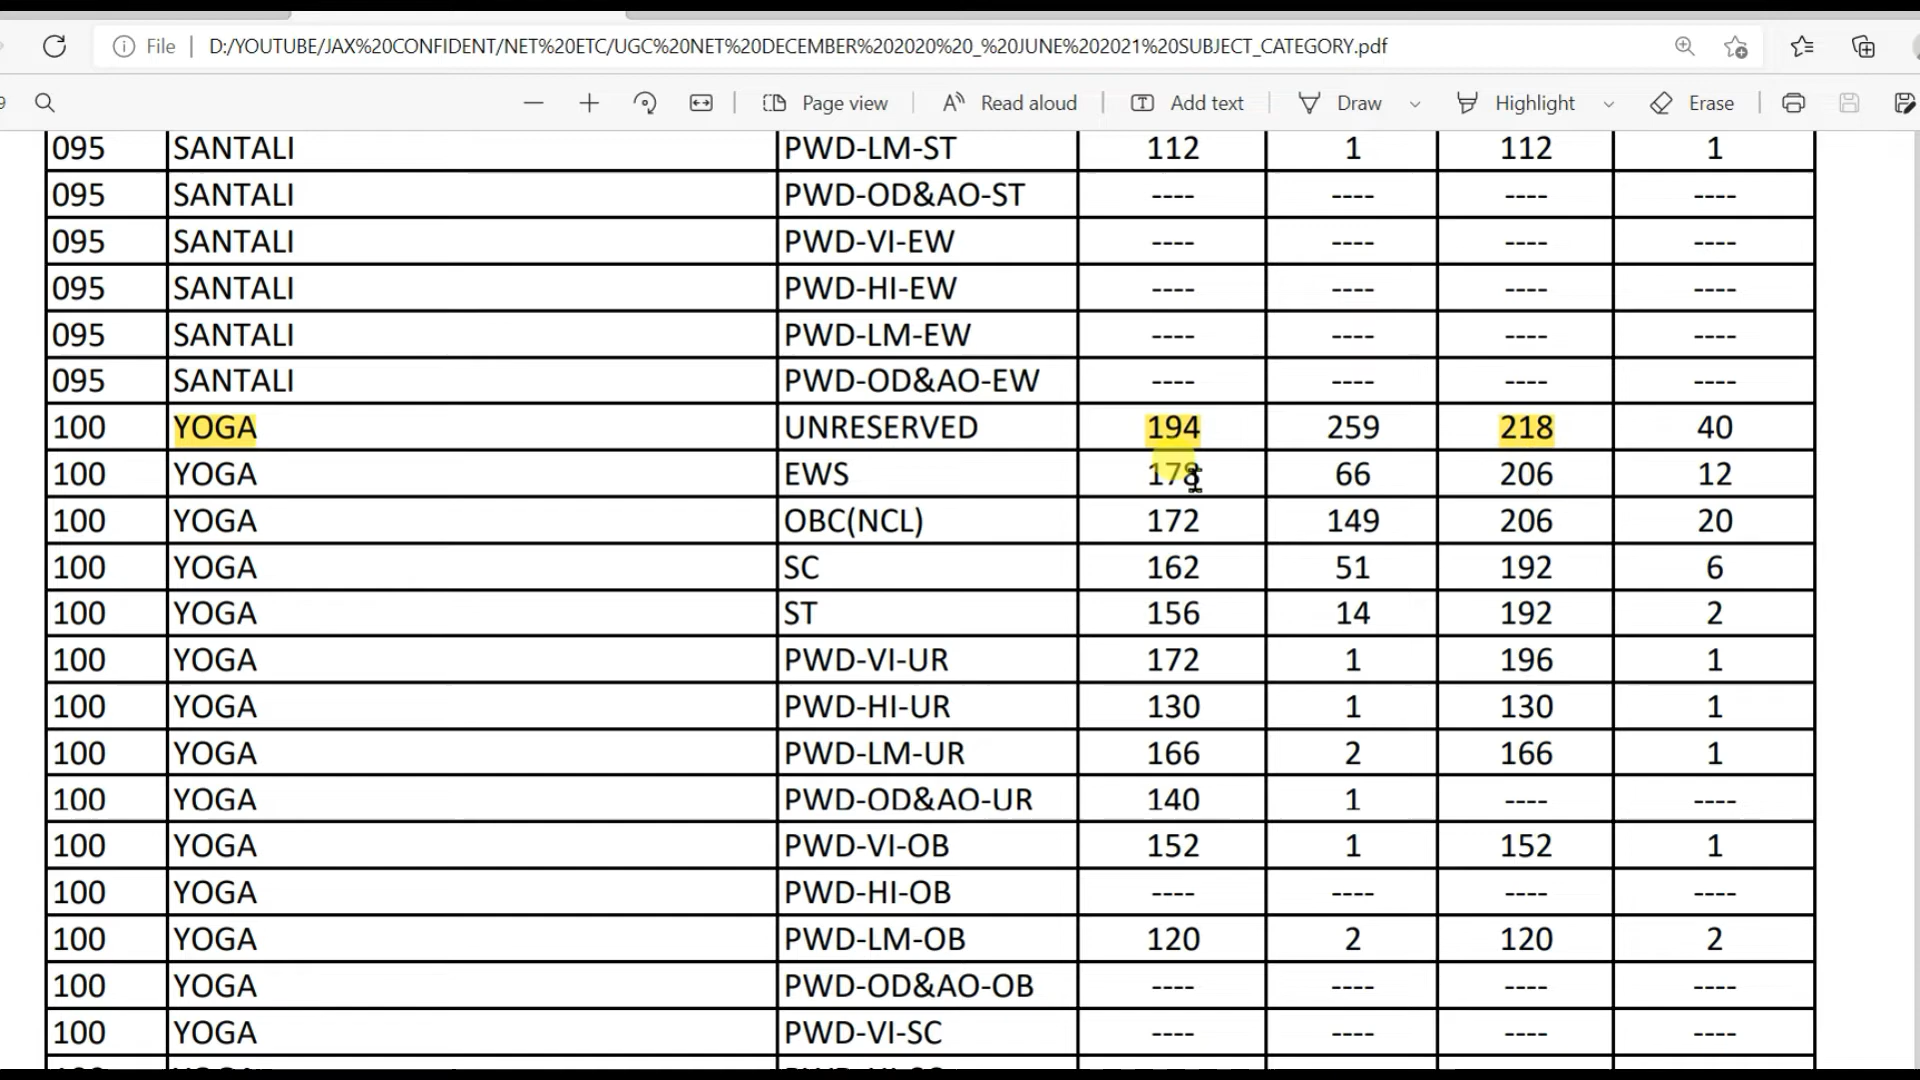 File D:/YOUTUBE/JAX%20CONFIDENT/NET%20ETC/UGC%20NET%20DECEMBER%202020%20_%20JUNE%202021%20SUBJECT_CATEGORY.pdf
9 Page view Read aloud Add text Draw Highlight Erase
095 SANTALI PWD-LM-ST 112 1 112 1
095 SANTALI PWD-OD&AO-ST ---- ---- ---- ----
095 SANTALI PWD-VI-EW ---- ---- ---- ----
095 SANTALI PWD-HI-EW ---- ---- ---- ----
095 SANTALI PWD-LM-EW ---- ---- ---- ----
095 SANTALI PWD-OD&AO-EW ---- ---- ---- ----
100 YOGA UNRESERVED 194 259 218 40
100 YOGA EWS 178 66 206 12
100 YOGA OBC(NCL) 172 149 206 20
100 YOGA SC 162 51 192 6
100 YOGA ST 156 14 192 2
100 YOGA PWD-VI-UR 172 1 196 1
100 YOGA PWD-HI-UR 130 1 130 1
100 YOGA PWD-LM-UR 166 2 166 1
100 YOGA PWD-OD&AO-UR 140 1 ---- ----
100 YOGA PWD-VI-OB 152 1 152 1
100 YOGA PWD-HI-OB ---- ---- ---- ----
100 YOGA PWD-LM-OB 120 2 120 2
100 YOGA PWD-OD&AO-OB ---- ---- ---- ----
100 YOGA PWD-VI-SC ---- ---- ---- ----